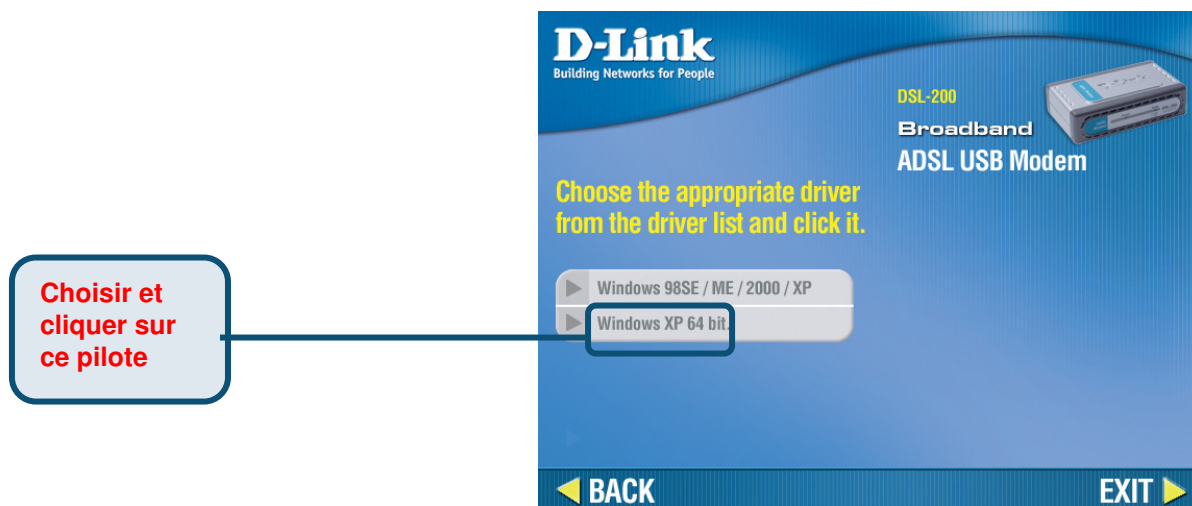 D-Link
Building Networks for People
DSL-200
Broadband
ADSL USB Modem
Choose the appropriate driver
from the driver list and click it.
Windows 98SE / ME / 2000 / XP
Windows XP 64 bit.
Choisir et
cliquer sur
ce pilote
BACK
EXIT